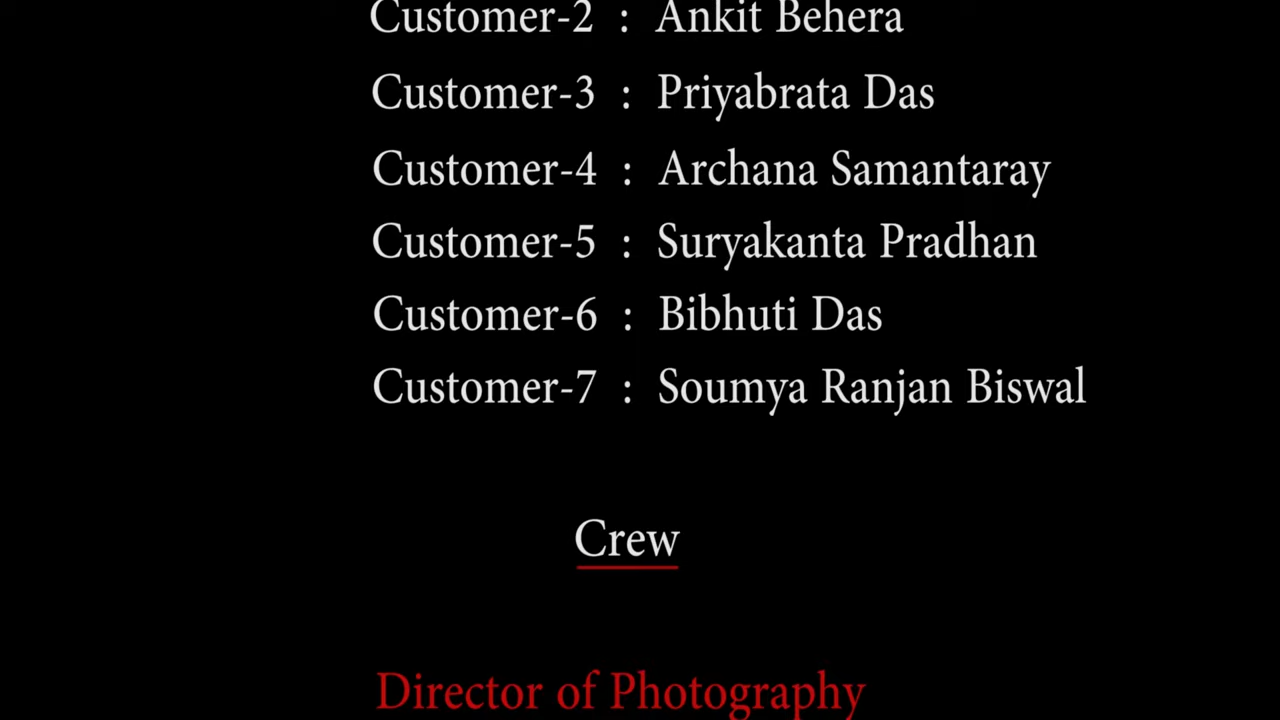 Customer-2 : Ankit Behera
Customer-3 : Priyabrata Das
Customer-4 : Archana Samantaray
Customer-5 : Suryakanta Pradhan
Customer-6 : Bibhuti Das
Customer-7 : Soumya Ranjan Biswal
Crew
Director of Photography